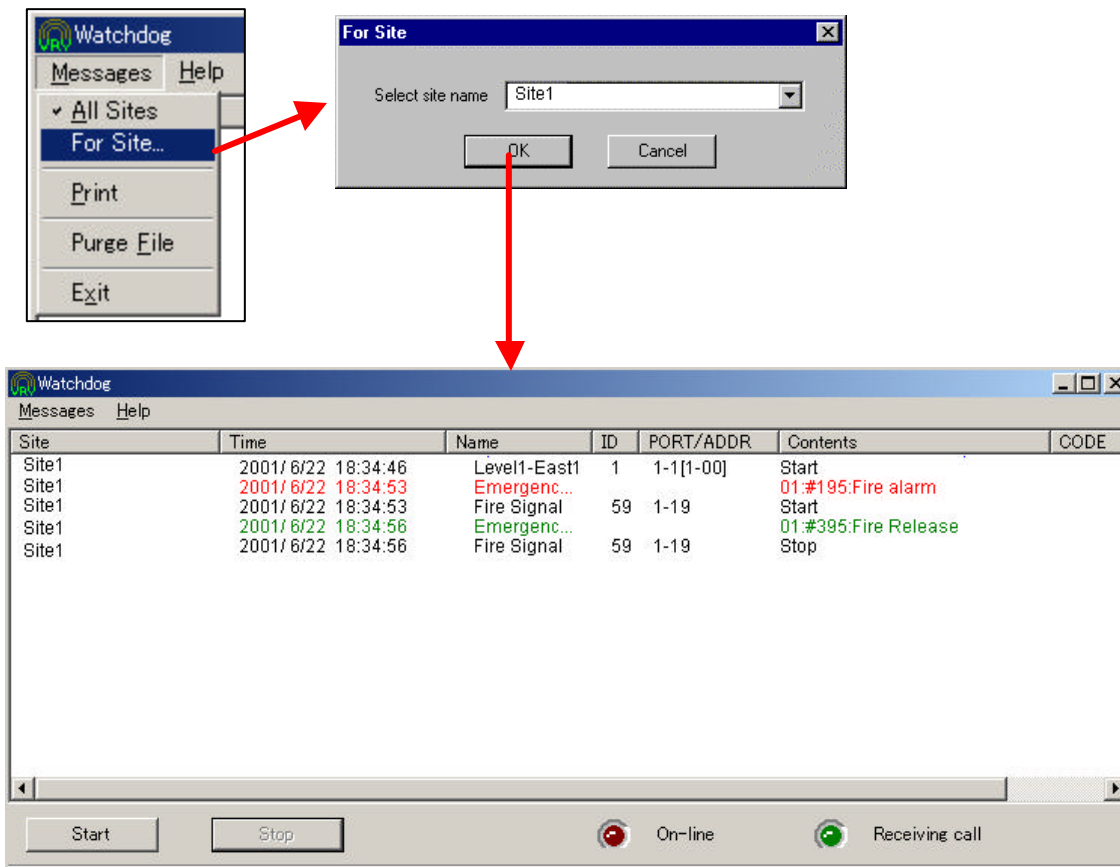 VRV Watchdog
Messages Help
All Sites
For Site...
Print
Purge File
Exit
For Site
Select site name Site1
OK Cancel
VRV Watchdog
Messages Help
Site Time Name ID PORT/ADDR Contents CODE
Site1 2001/ 6/22 18:34:46 Level1-East1 1 1-1[1-00] Start
Site1 2001/ 6/22 18:34:53 Emergenc... 01:#195:Fire alarm
Site1 2001/ 6/22 18:34:53 Fire Signal 59 1-19 Start
Site1 2001/ 6/22 18:34:56 Emergenc... 01:#395:Fire Release
Site1 2001/ 6/22 18:34:56 Fire Signal 59 1-19 Stop
Start Stop On-line Receiving call